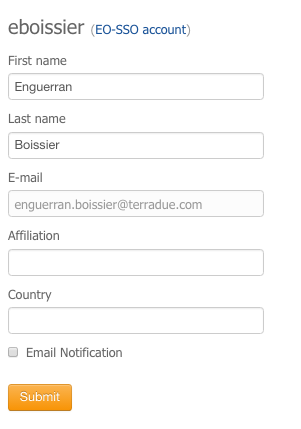 eboissier (EO-SSO account)
First name
Enguerran
Last name
Boissier
E-mail
enguerran.boissier@terradue.com
Affiliation
Country
Email Notification
Submit